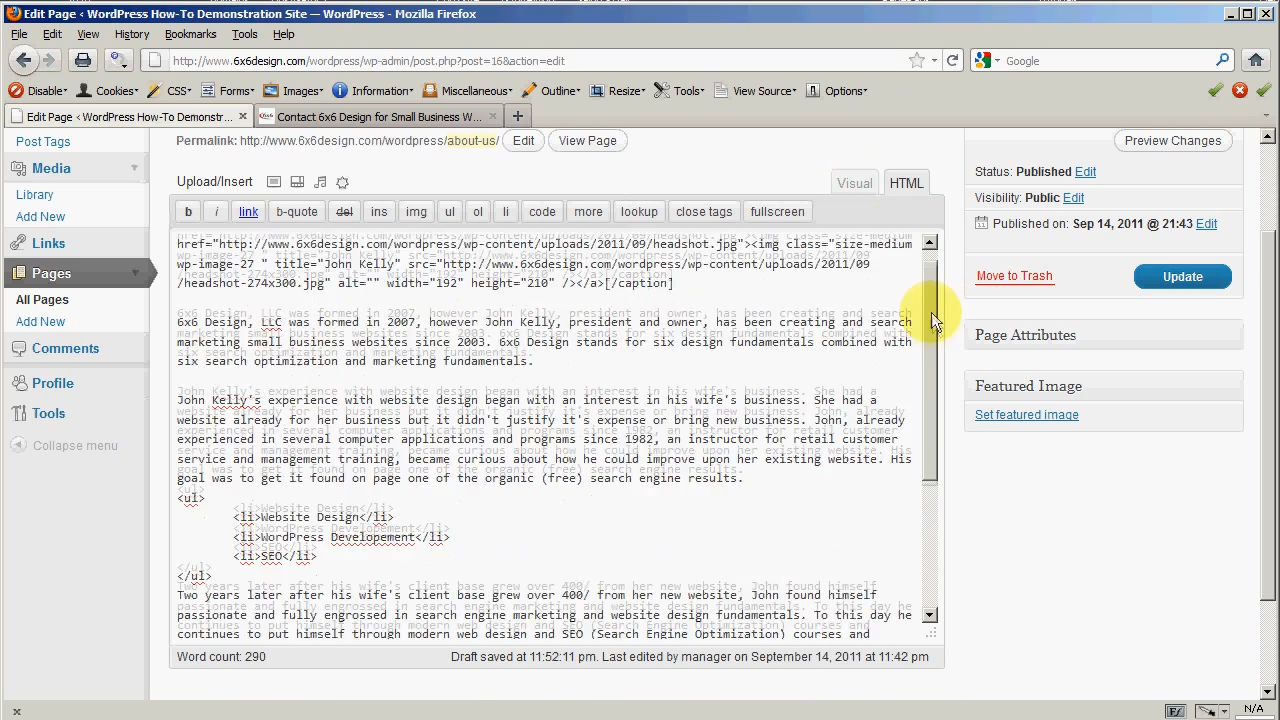 Edit Page ‹ WordPress How-To Demonstration Site — WordPress - Mozilla Firefox
File Edit View History Bookmarks Tools Help
http://www.6x6design.com/wordpress/wp-admin/post.php?post=16&action=edit
Google
Disable▾ Cookies▾ CSS▾ Forms▾ Images▾ Information▾ Miscellaneous▾ Outline▾ Resize▾ Tools▾ View Source▾ Options▾
Edit Page ‹ WordPress How-To Demonstr...
Contact 6x6 Design for Small Business W...
Post Tags
Media
Library
Add New
Links
Pages
All Pages
Add New
Comments
Profile
Tools
Collapse menu
Permalink: http://www.6x6design.com/wordpress/about-us/ Edit View Page
Upload/Insert
Visual HTML
b i link b-quote del ins img ul ol li code more lookup close tags fullscreen
href="http://www.6x6design.com/wordpress/wp-content/uploads/2011/09/headshot.jpg"><img class="size-medium
wp-image-27 " title="John Kelly" src="http://www.6x6design.com/wordpress/wp-content/uploads/2011/09
/headshot-274x300.jpg" alt="" width="192" height="210" /></a>[/caption]
6x6 Design, LLC was formed in 2007, however John Kelly, president and owner, has been creating and search
marketing small business websites since 2003. 6x6 Design stands for six design fundamentals combined with
six search optimization and marketing fundamentals.
John Kelly's experience with website design began with an interest in his wife's business. She had a
website already for her business but it didn't justify it's expense or bring new business. John, already
experienced in several computer applications and programs since 1982, an instructor for retail customer
service and management training, became curious about how he could improve upon her existing website. His
goal was to get it found on page one of the organic (free) search engine results.
<ul>
<li>Website Design</li>
<li>WordPress Developement</li>
<li>SEO</li>
</ul>
Two years later after his wife's client base grew over 400/ from her new website, John found himself
passionate and fully engrossed in search engine marketing and website design fundamentals. To this day he
continues to put himself through modern web design and SEO (Search Engine Optimization) courses and
Word count: 290
Draft saved at 11:52:11 pm. Last edited by manager on September 14, 2011 at 11:42 pm
Preview Changes
Status: Published Edit
Visibility: Public Edit
Published on: Sep 14, 2011 @ 21:43 Edit
Move to Trash
Update
Page Attributes
Featured Image
Set featured image
N/A